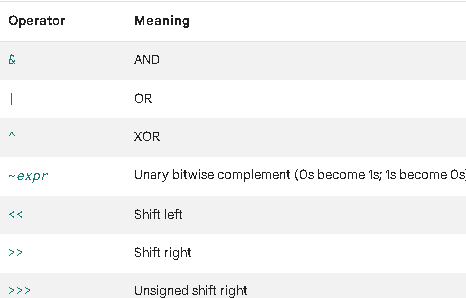 Operator Meaning
& AND
| OR
^ XOR
~expr Unary bitwise complement (0s become 1s; 1s become 0s)
<< Shift left
>> Shift right
>>> Unsigned shift right